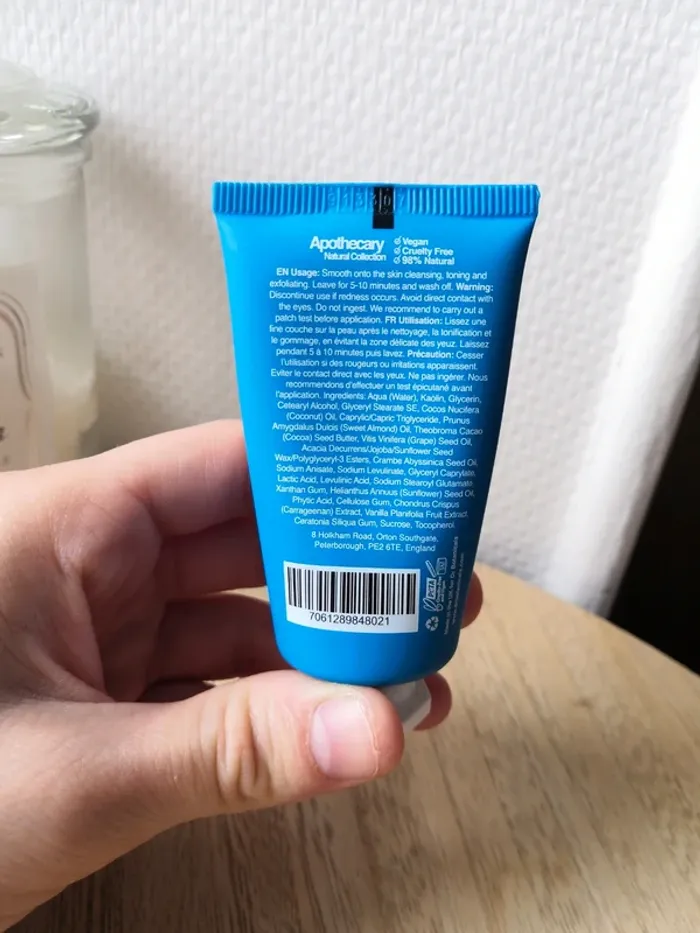 913307
Apothecary
Natural Collection
Vegan
Cruelty Free
98% Natural
EN Usage: Smooth onto the skin cleansing, toning and
exfoliating. Leave for 5-10 minutes and wash off. Warning:
Discontinue use if redness occurs. Avoid direct contact with
the eyes. Do not ingest. We recommend to carry out a
patch test before application. FR Utilisation: Lissez une
fine couche sur la peau après le nettoyage, la tonification et
le gommage, en évitant la zone délicate des yeux. Laissez
pendant 5 à 10 minutes puis lavez. Précaution: Cesser
l'utilisation si des rougeurs ou irritations apparaissent.
Eviter le contact direct avec les yeux. Ne pas ingérer. Nous
recommendons d'effectuer un test épicutané avant
l'application. Ingredients: Aqua (Water), Kaolin, Glycerin,
Cetearyl Alcohol, Glyceryl Stearate SE, Cocos Nucifera
(Coconut) Oil, Caprylic/Capric Triglyceride, Prunus
Amygdalus Dulcis (Sweet Almond) Oil, Theobroma Cacao
(Cocoa) Seed Butter, Vitis Vinifera (Grape) Seed Oil,
Acacia Decurrens/Jojoba/Sunflower Seed
Wax/Polyglyceryl-3 Esters, Crambe Abyssinica Seed Oil,
Sodium Anisate, Sodium Levulinate, Glyceryl Caprylate,
Lactic Acid, Levulinic Acid, Sodium Stearoyl Glutamate,
Xanthan Gum, Helianthus Annuus (Sunflower) Seed Oil,
Phytic Acid, Cellulose Gum, Chondrus Crispus
(Carrageenan) Extract, Vanilla Planifolia Fruit Extract,
Ceratonia Siliqua Gum, Sucrose, Tocopherol.
8 Holkham Road, Orton Southgate,
Peterborough, PE2 6TE, England
7061289848021
PETA